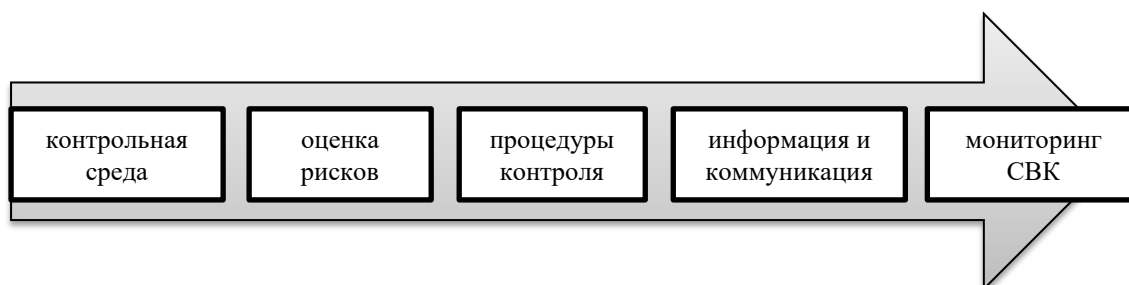 контрольная
среда
оценка
рисков
процедуры
контроля
информация и
коммуникация
мониторинг
СВК